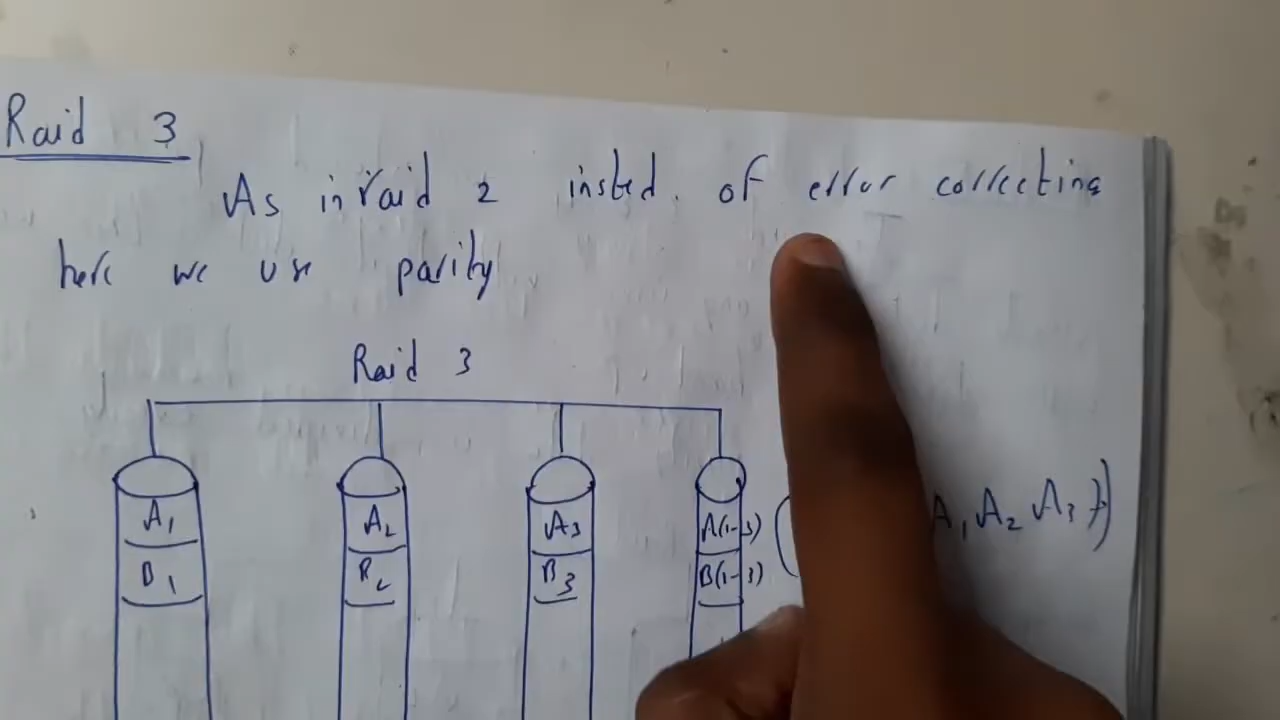 Raid 3
As in raid 2 insted. of error correcting
here we use parity
Raid 3
A1 A2 A3 A(1-3) A1 A2 A3
B1 B2 B3 B(1-3)